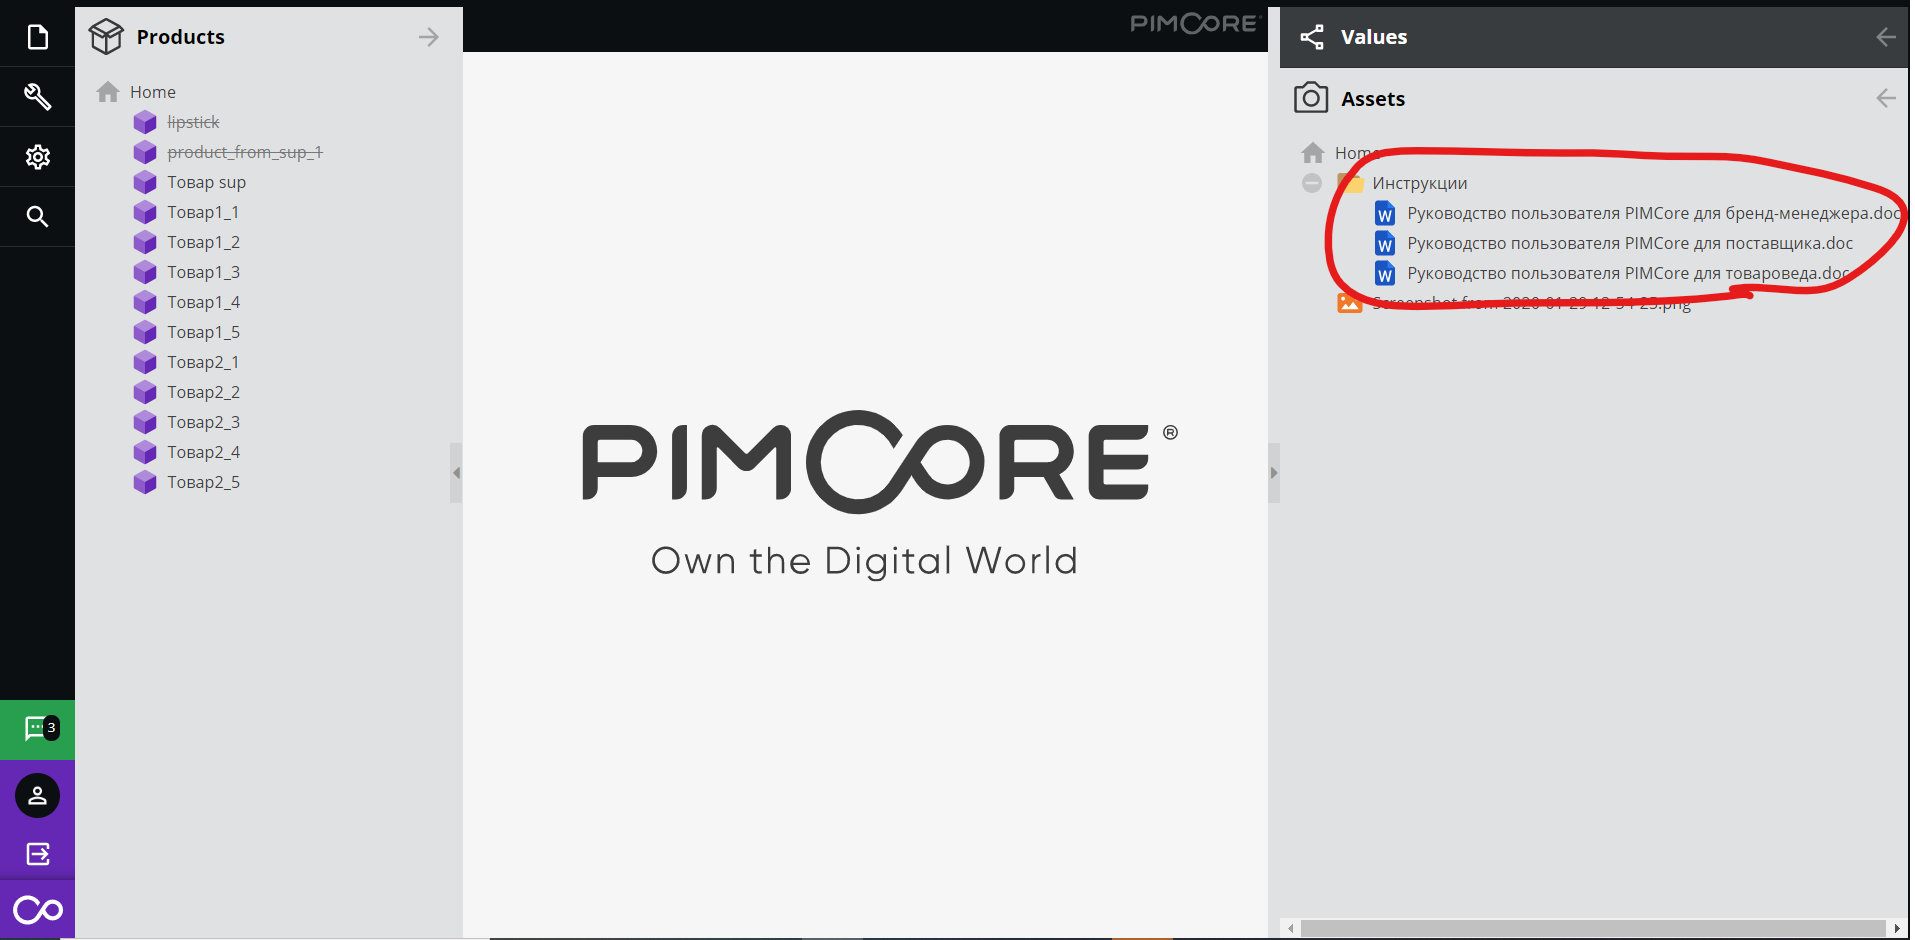 PIMCORE
Products
Home
lipstick
product_from_sup_1
Товар sup
Товар1_1
Товар1_2
Товар1_3
Товар1_4
Товар1_5
Товар2_1
Товар2_2
Товар2_3
Товар2_4
Товар2_5
3
PIMCORE ®
Own the Digital World
Values
Assets
Home
Инструкции
Руководство пользователя PIMCore для бренд-менеджера.doc
Руководство пользователя PIMCore для поставщика.doc
Руководство пользователя PIMCore для товароведа.doc
Screenshot from 2020-01-29 12-54-25.png